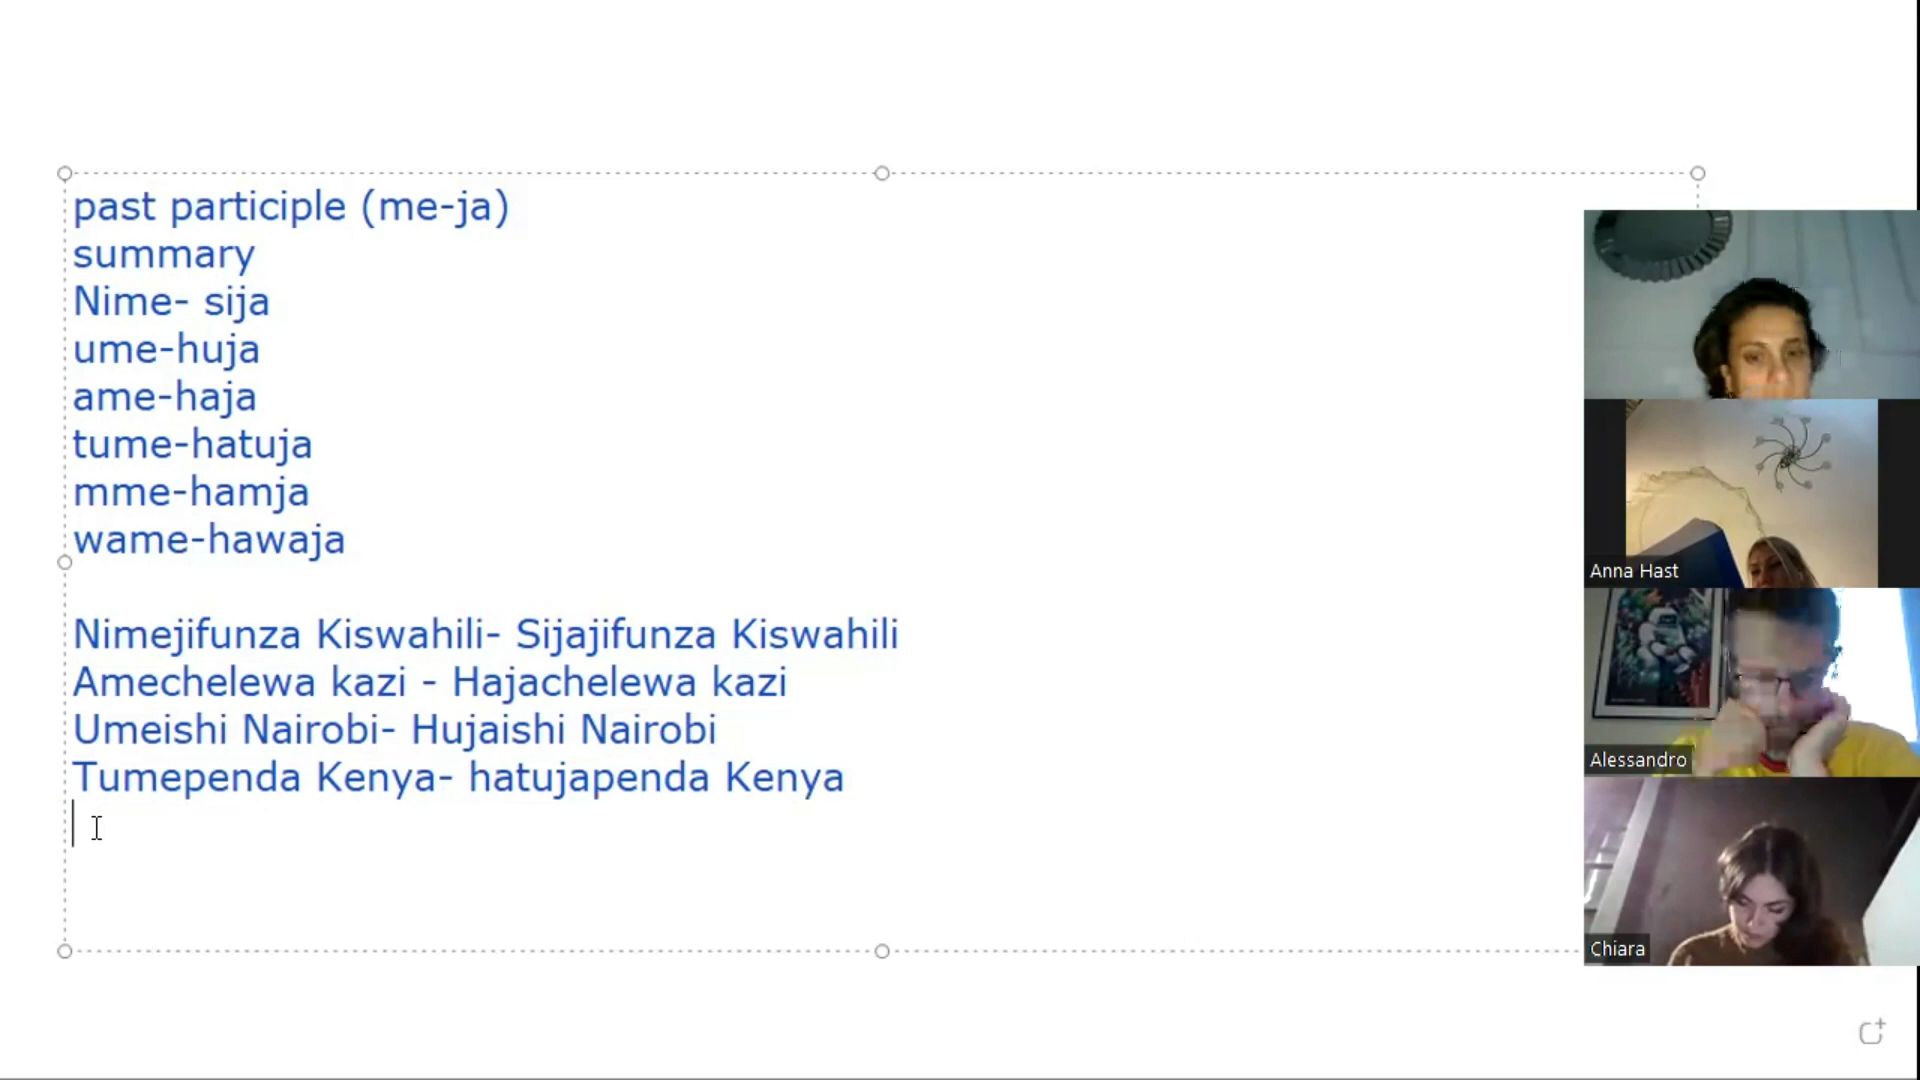 past participle (me-ja)
summary
Nime- sija
ume-huja
ame-haja
tume-hatuja
mme-hamja
wame-hawaja
Nimejifunza Kiswahili- Sijajifunza Kiswahili
Amechelewa kazi - Hajachelewa kazi
Umeishi Nairobi- Hujaishi Nairobi
Tumependa Kenya- hatujapenda Kenya
Anna Hast
Alessandro
Chiara